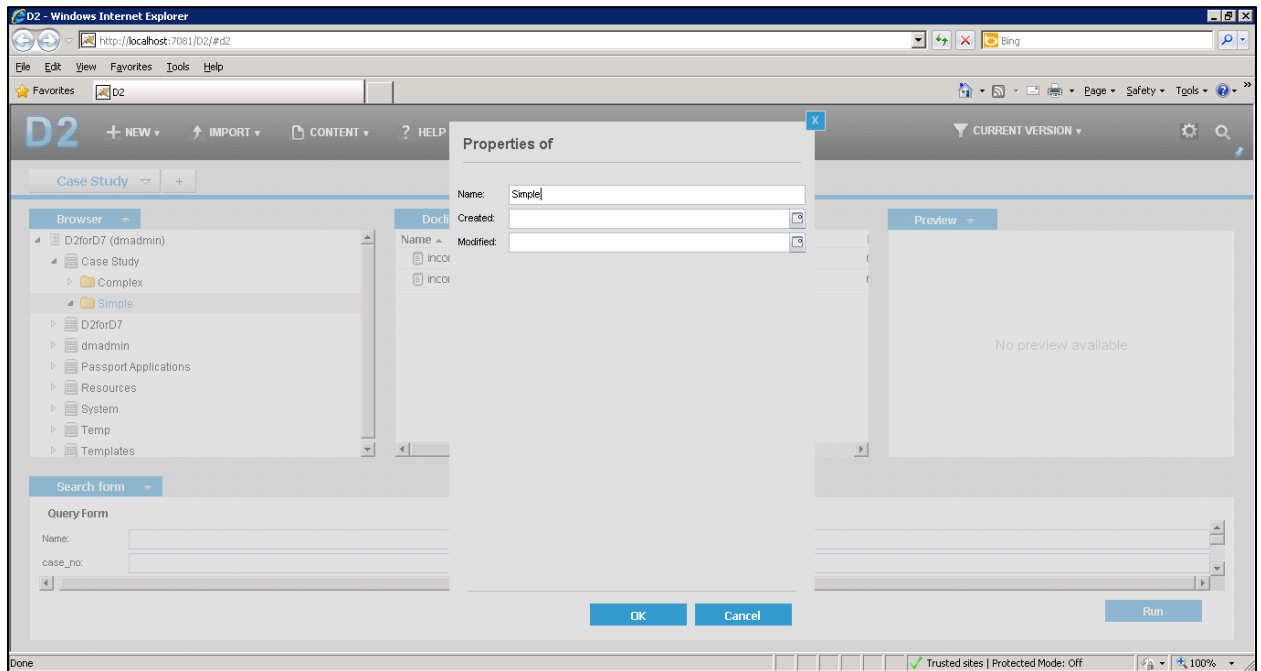 D2 - Windows Internet Explorer
http://localhost:7081/D2/#d2
Bing
File Edit View Favorites Tools Help
Favorites D2 Page Safety Tools
D2 NEW IMPORT CONTENT ? HELP CURRENT VERSION
X
Properties of
Case Study +
Name: Simple
Browser Docli Created: Preview
D2forD7 (dmadmin) Name Modified:
Case Study incor
Complex incor
Simple
D2forD7
dmadmin No preview available
Passport Applications
Resources
System
Temp
Templates
Search form
Query Form
Name:
case_no:
OK Cancel Run
Done Trusted sites | Protected Mode: Off 100%